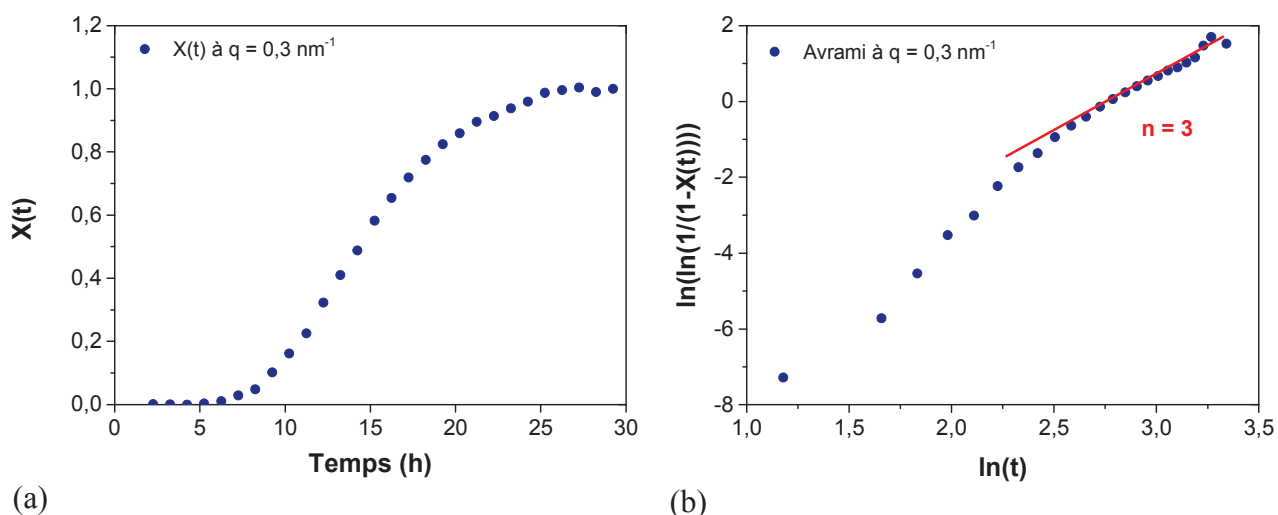 1,2
1,0
0,8
0,6
0,4
0,2
0,0
X(t)
X(t) à q = 0,3 nm⁻¹
0 5 10 15 20 25 30
Temps (h)
(a)
2
0
-2
-4
-6
-8
ln(ln(1/(1-X(t))))
Avrami à q = 0,3 nm⁻¹
n = 3
1,0 1,5 2,0 2,5 3,0 3,5
ln(t)
(b)